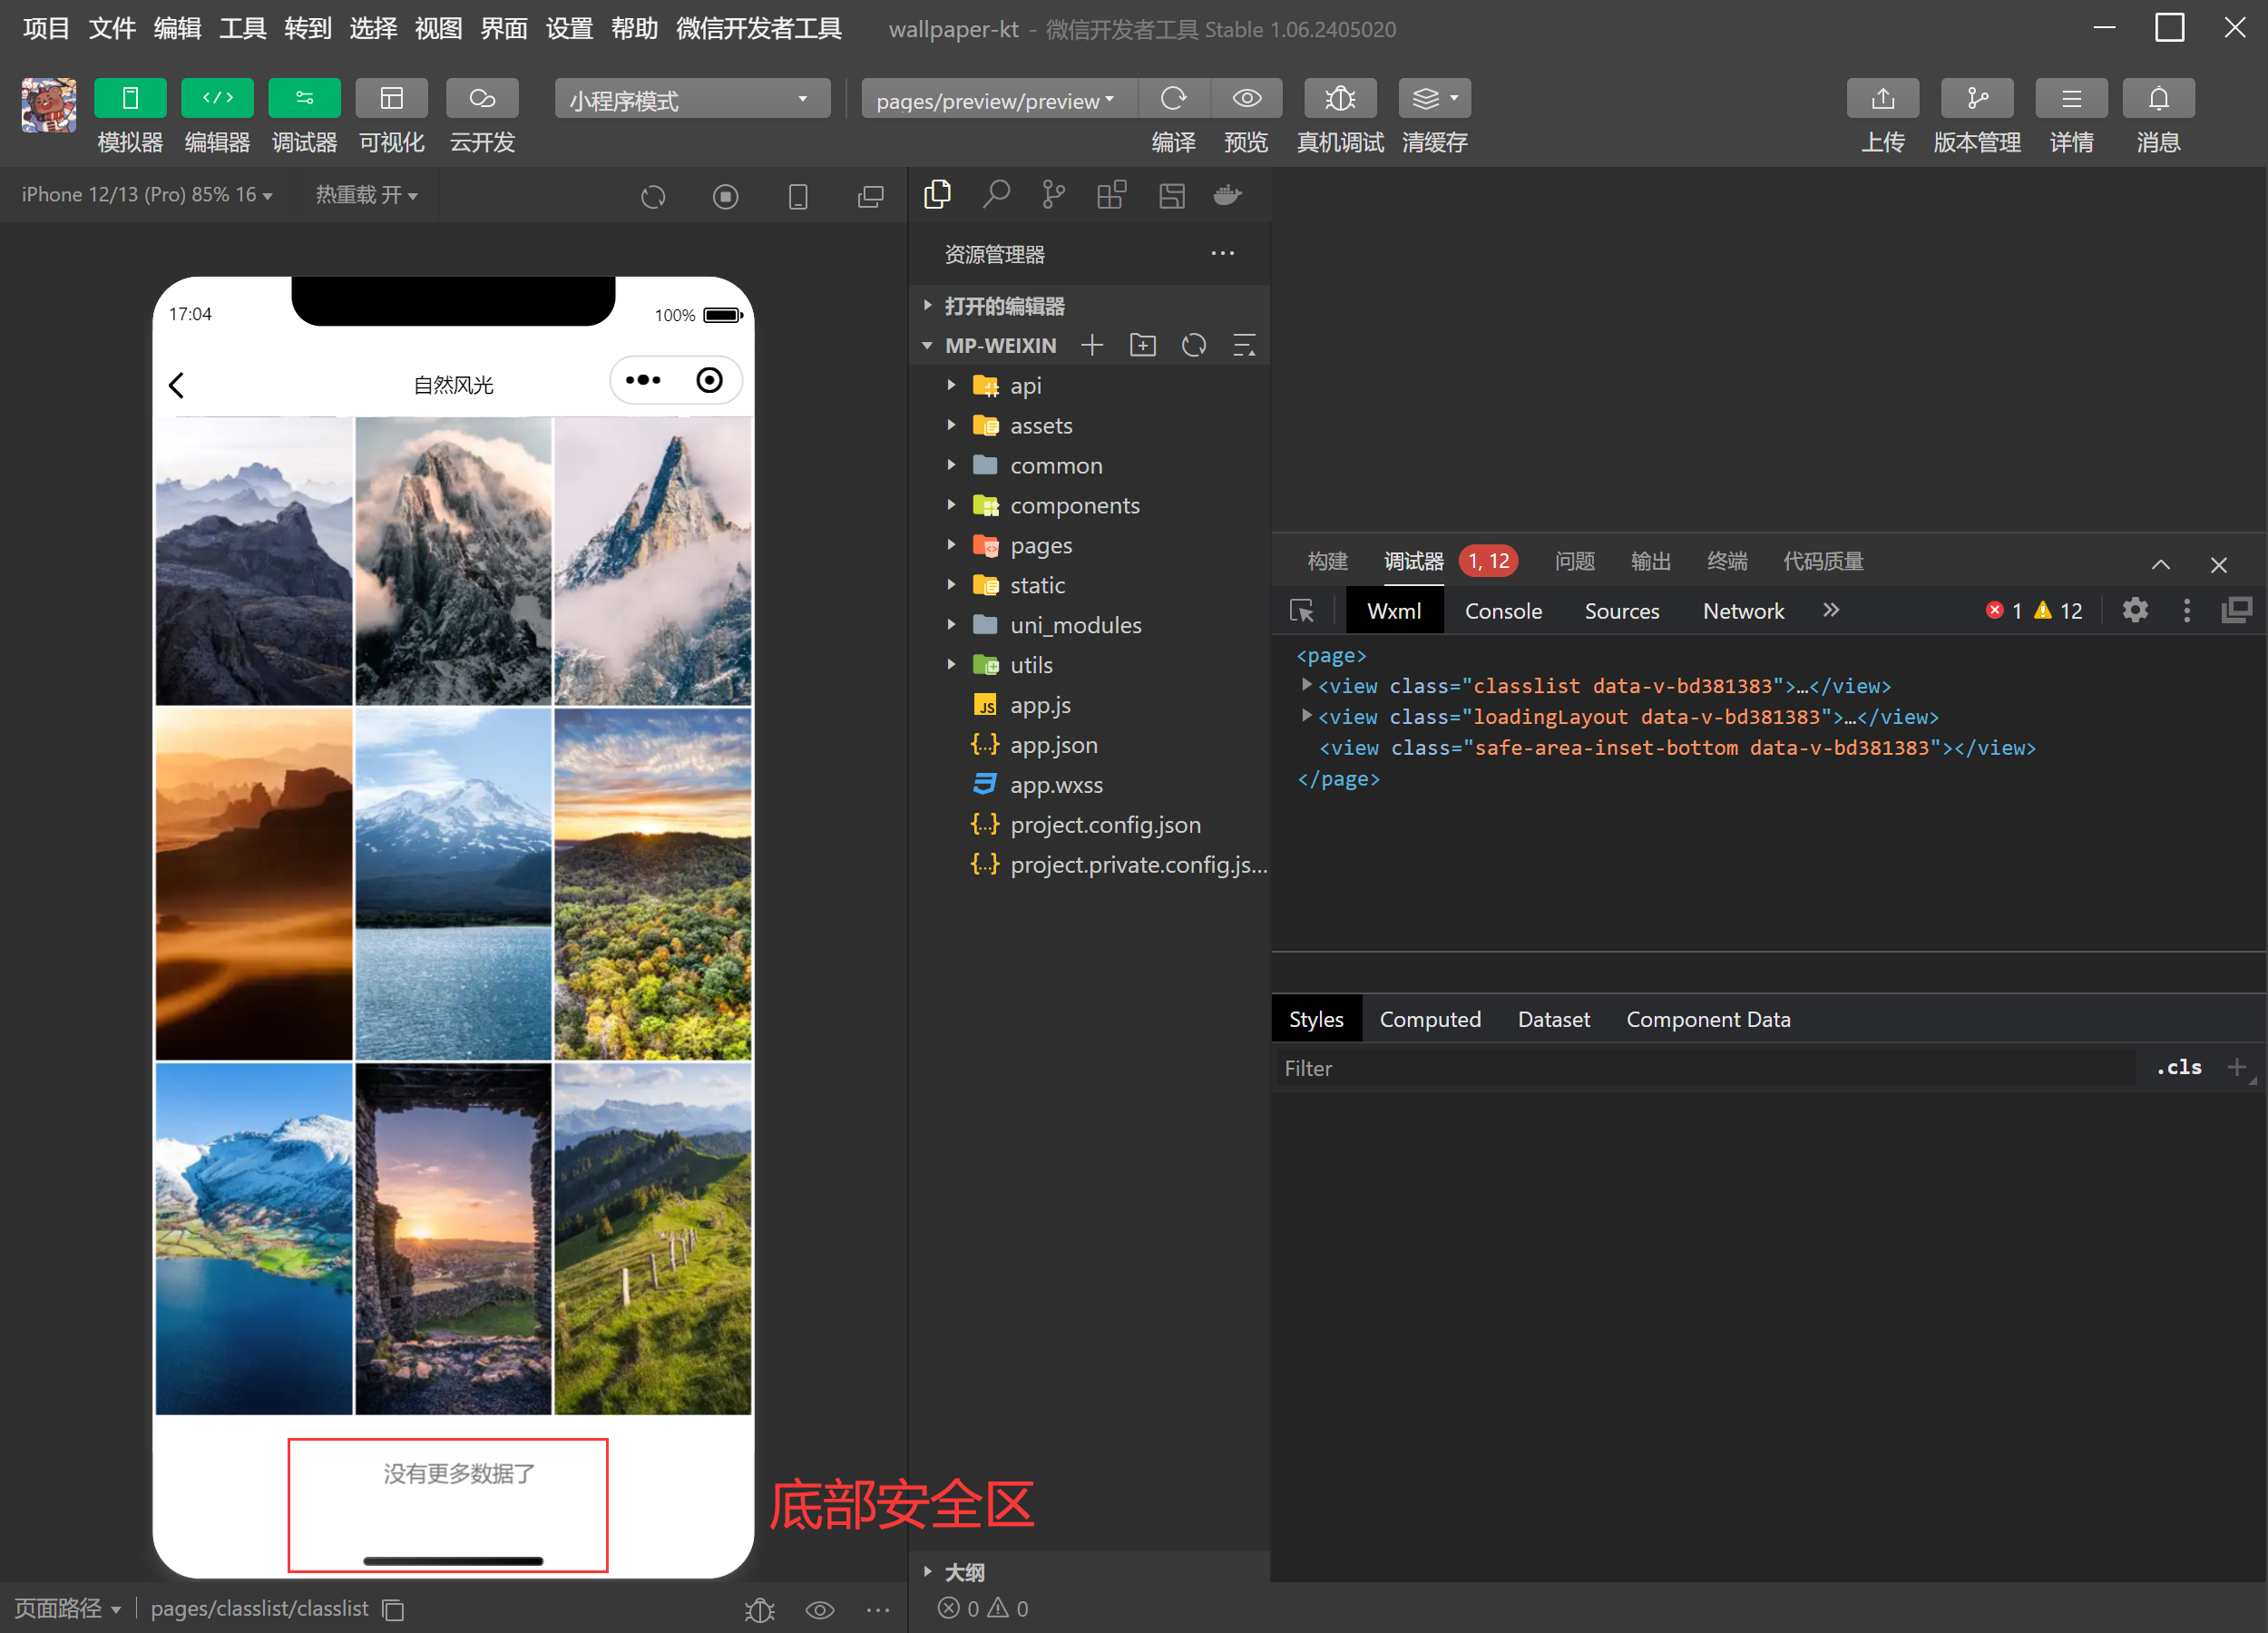 项目 文件 编辑 工具 转到 选择 视图 界面 设置 帮助 微信开发者工具 wallpaper-kt - 微信开发者工具 Stable 1.06.2405020
小程序模式 pages/preview/preview
模拟器 编辑器 调试器 可视化 云开发 编译 预览 真机调试 清缓存 上传 版本管理 详情 消息
iPhone 12/13 (Pro) 85% 16 热重载 开
17:04 100%
自然风光
没有更多数据了
底部安全区
页面路径 pages/classlist/classlist
资源管理器
打开的编辑器
MP-WEIXIN
api
assets
common
components
pages
static
uni_modules
utils
JS app.js
{...} app.json
app.wxss
{...} project.config.json
{...} project.private.config.js...
大纲
0 0
构建 调试器 1, 12 问题 输出 终端 代码质量
Wxml Console Sources Network 1 12
<page>
<view class="classlist data-v-bd381383">…</view>
<view class="loadingLayout data-v-bd381383">…</view>
<view class="safe-area-inset-bottom data-v-bd381383"></view>
</page>
Styles Computed Dataset Component Data
Filter .cls